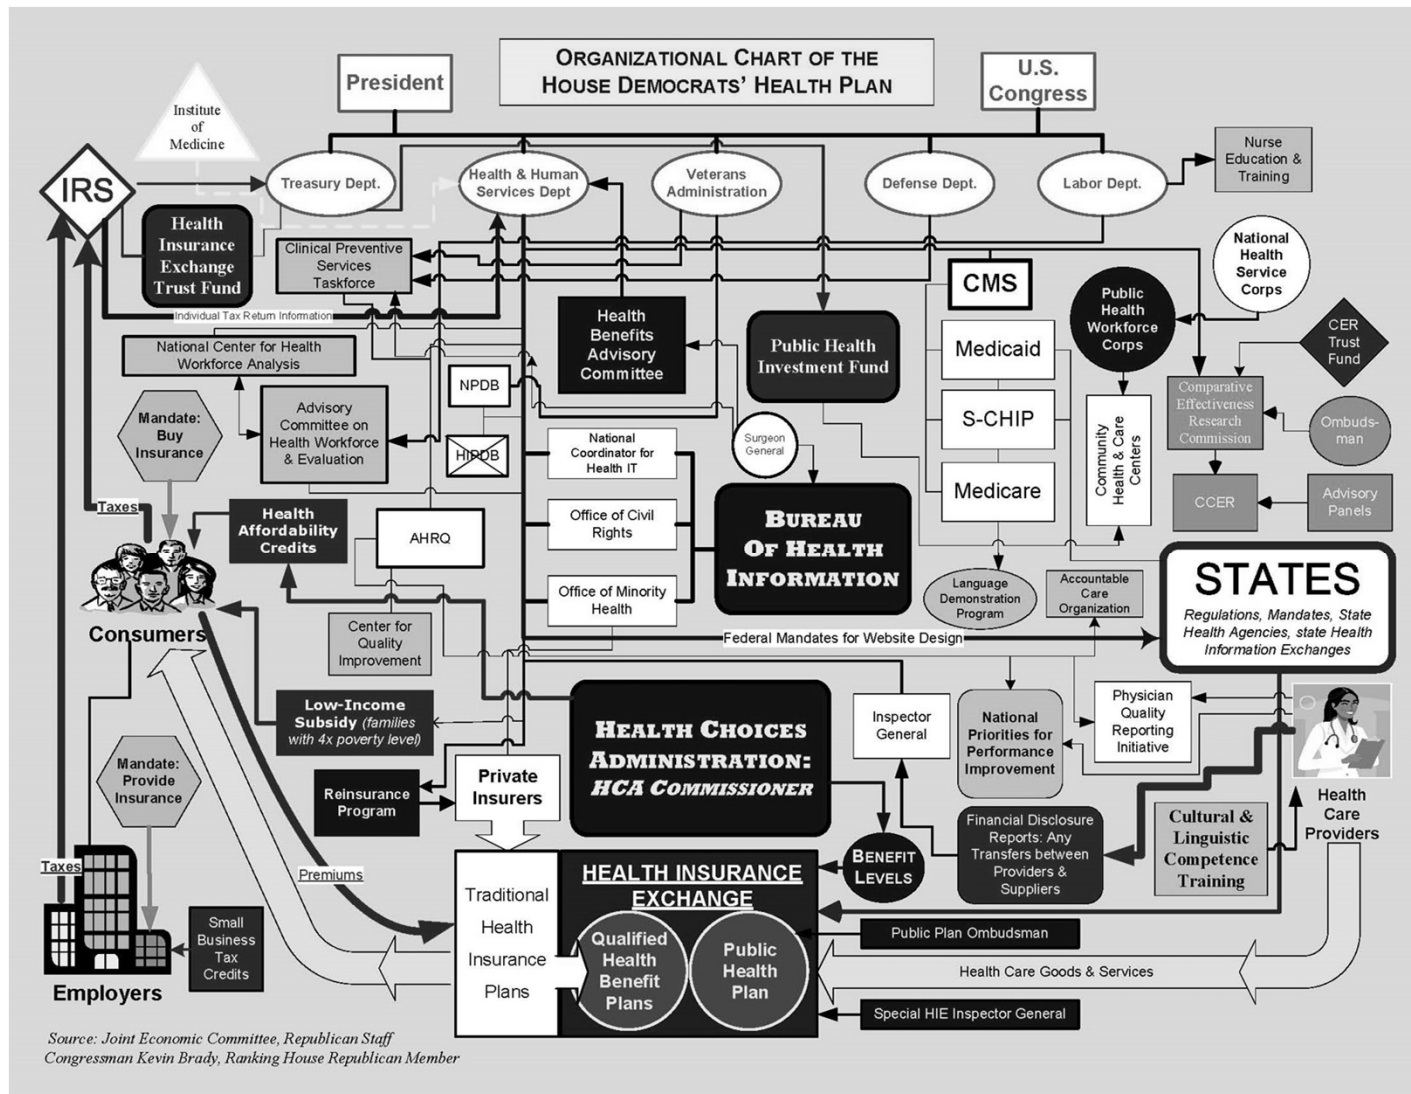 ORGANIZATIONAL CHART OF THE
HOUSE DEMOCRATS' HEALTH PLAN
President
U.S.
Congress
Institute
of
Medicine
IRS
Treasury Dept.
Health & Human
Services Dept
Veterans
Administration
Defense Dept.
Labor Dept.
Nurse
Education &
Training
Health
Insurance
Exchange
Trust Fund
Clinical Preventive
Services
Taskforce
CMS
National
Health
Service
Corps
Individual Tax Return Information
Health
Benefits
Advisory
Committee
Public Health
Investment Fund
Public
Health
Workforce
Corps
CER
Trust
Fund
National Center for Health
Workforce Analysis
Medicaid
S-CHIP
Medicare
Comparative
Effectiveness
Research
Commission
Ombuds-
man
NPDB
HIPDB
Mandate:
Buy
Insurance
Advisory
Committee on
Health Workforce
& Evaluation
National
Coordinator for
Health IT
Surgeon
General
Community
Health & Care
Centers
CCER
Advisory
Panels
Taxes
Health
Affordability
Credits
AHRQ
Office of Civil
Rights
BUREAU
OF HEALTH
INFORMATION
Office of Minority
Health
Language
Demonstration
Program
Accountable
Care
Organization
STATES
Regulations, Mandates, State
Health Agencies, state Health
Information Exchanges
Consumers
Center for
Quality
Improvement
Federal Mandates for Website Design
Low-Income
Subsidy (families
with 4x poverty level)
HEALTH CHOICES
ADMINISTRATION:
HCA COMMISSIONER
Inspector
General
National
Priorities for
Performance
Improvement
Physician
Quality
Reporting
Initiative
Mandate:
Provide
Insurance
Reinsurance
Program
Private
Insurers
Health
Care
Providers
BENEFIT
LEVELS
Financial Disclosure
Reports: Any
Transfers between
Providers &
Suppliers
Cultural &
Linguistic
Competence
Training
Taxes
Premiums
Traditional
Health
Insurance
Plans
HEALTH INSURANCE
EXCHANGE
Qualified
Health
Benefit
Plans
Public
Health
Plan
Public Plan Ombudsman
Health Care Goods & Services
Special HIE Inspector General
Small
Business
Tax
Credits
Employers
Source: Joint Economic Committee, Republican Staff
Congressman Kevin Brady, Ranking House Republican Member